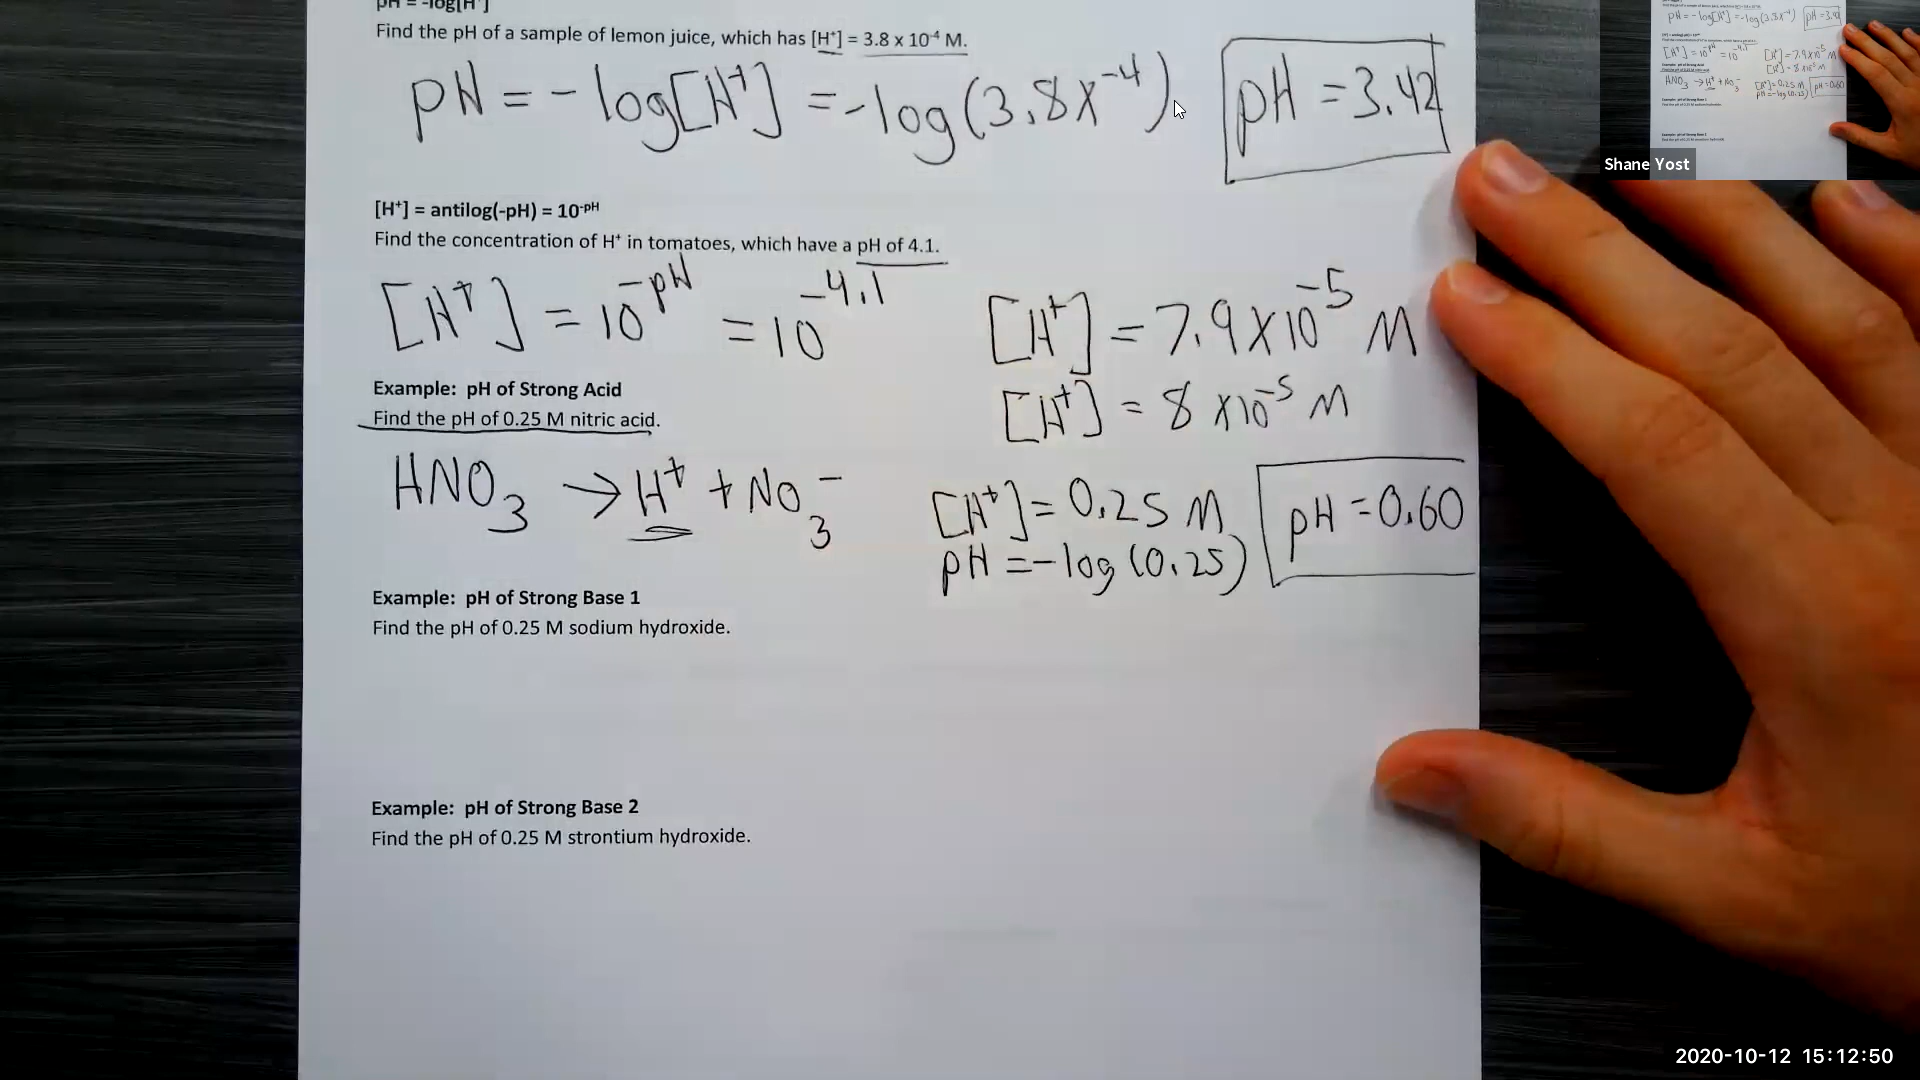 pH = -log[H⁺]
Find the pH of a sample of lemon juice, which has [H⁺] = 3.8 x 10⁻⁴ M.
pH = -log[H⁺] = -log(3.8x⁻⁴) pH = 3.42
[H⁺] = antilog(-pH) = 10⁻ᵖᴴ
Find the concentration of H⁺ in tomatoes, which have a pH of 4.1.
[H⁺] = 10⁻ᵖᴴ = 10⁻⁴·¹ [H⁺] = 7.9 x 10⁻⁵ M
[H⁺] = 8 x10⁻⁵ M
Example: pH of Strong Acid
Find the pH of 0.25 M nitric acid.
HNO₃ → H⁺ + NO₃⁻ [H⁺] = 0.25 M pH = 0.60
pH = -log (0.25)
Example: pH of Strong Base 1
Find the pH of 0.25 M sodium hydroxide.
Example: pH of Strong Base 2
Find the pH of 0.25 M strontium hydroxide.
Shane Yost
2020-10-12 15:12:50